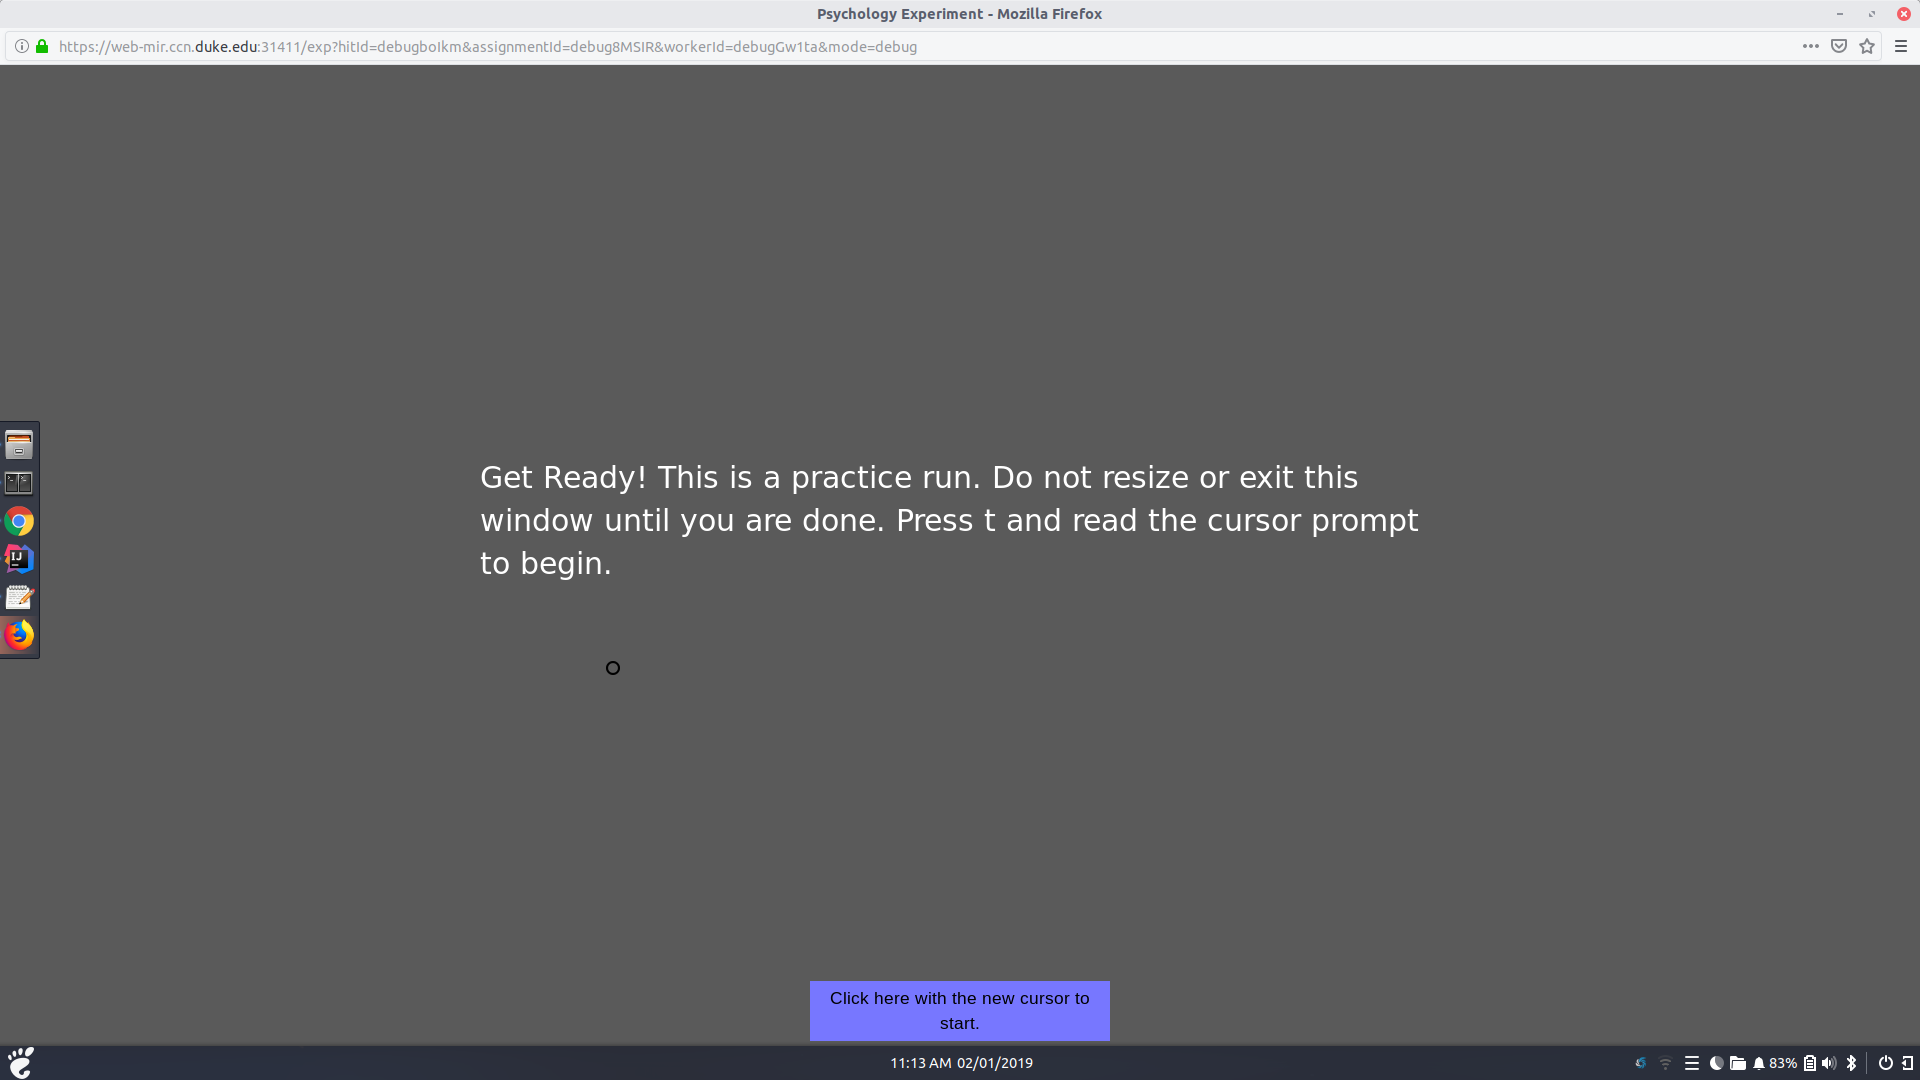 Psychology Experiment - Mozilla Firefox
https://web-mir.ccn.duke.edu:31411/exp?hitId=debugboIkm&assignmentId=debug8MSIR&workerId=debugGw1ta&mode=debug
Get Ready! This is a practice run. Do not resize or exit this
window until you are done. Press t and read the cursor prompt
to begin.
IJ
Click here with the new cursor to
start.
11:13 AM 02/01/2019
83%